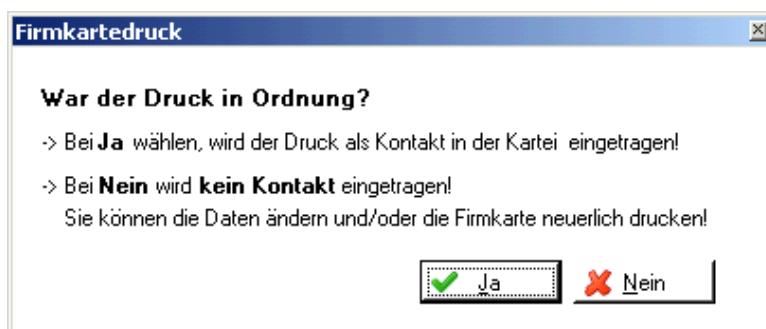 Firmkartedruck
War der Druck in Ordnung?
-> Bei Ja wählen, wird der Druck als Kontakt in der Kartei eingetragen!
-> Bei Nein wird kein Kontakt eingetragen!
Sie können die Daten ändern und/oder die Firmkarte neuerlich drucken!
Ja Nein